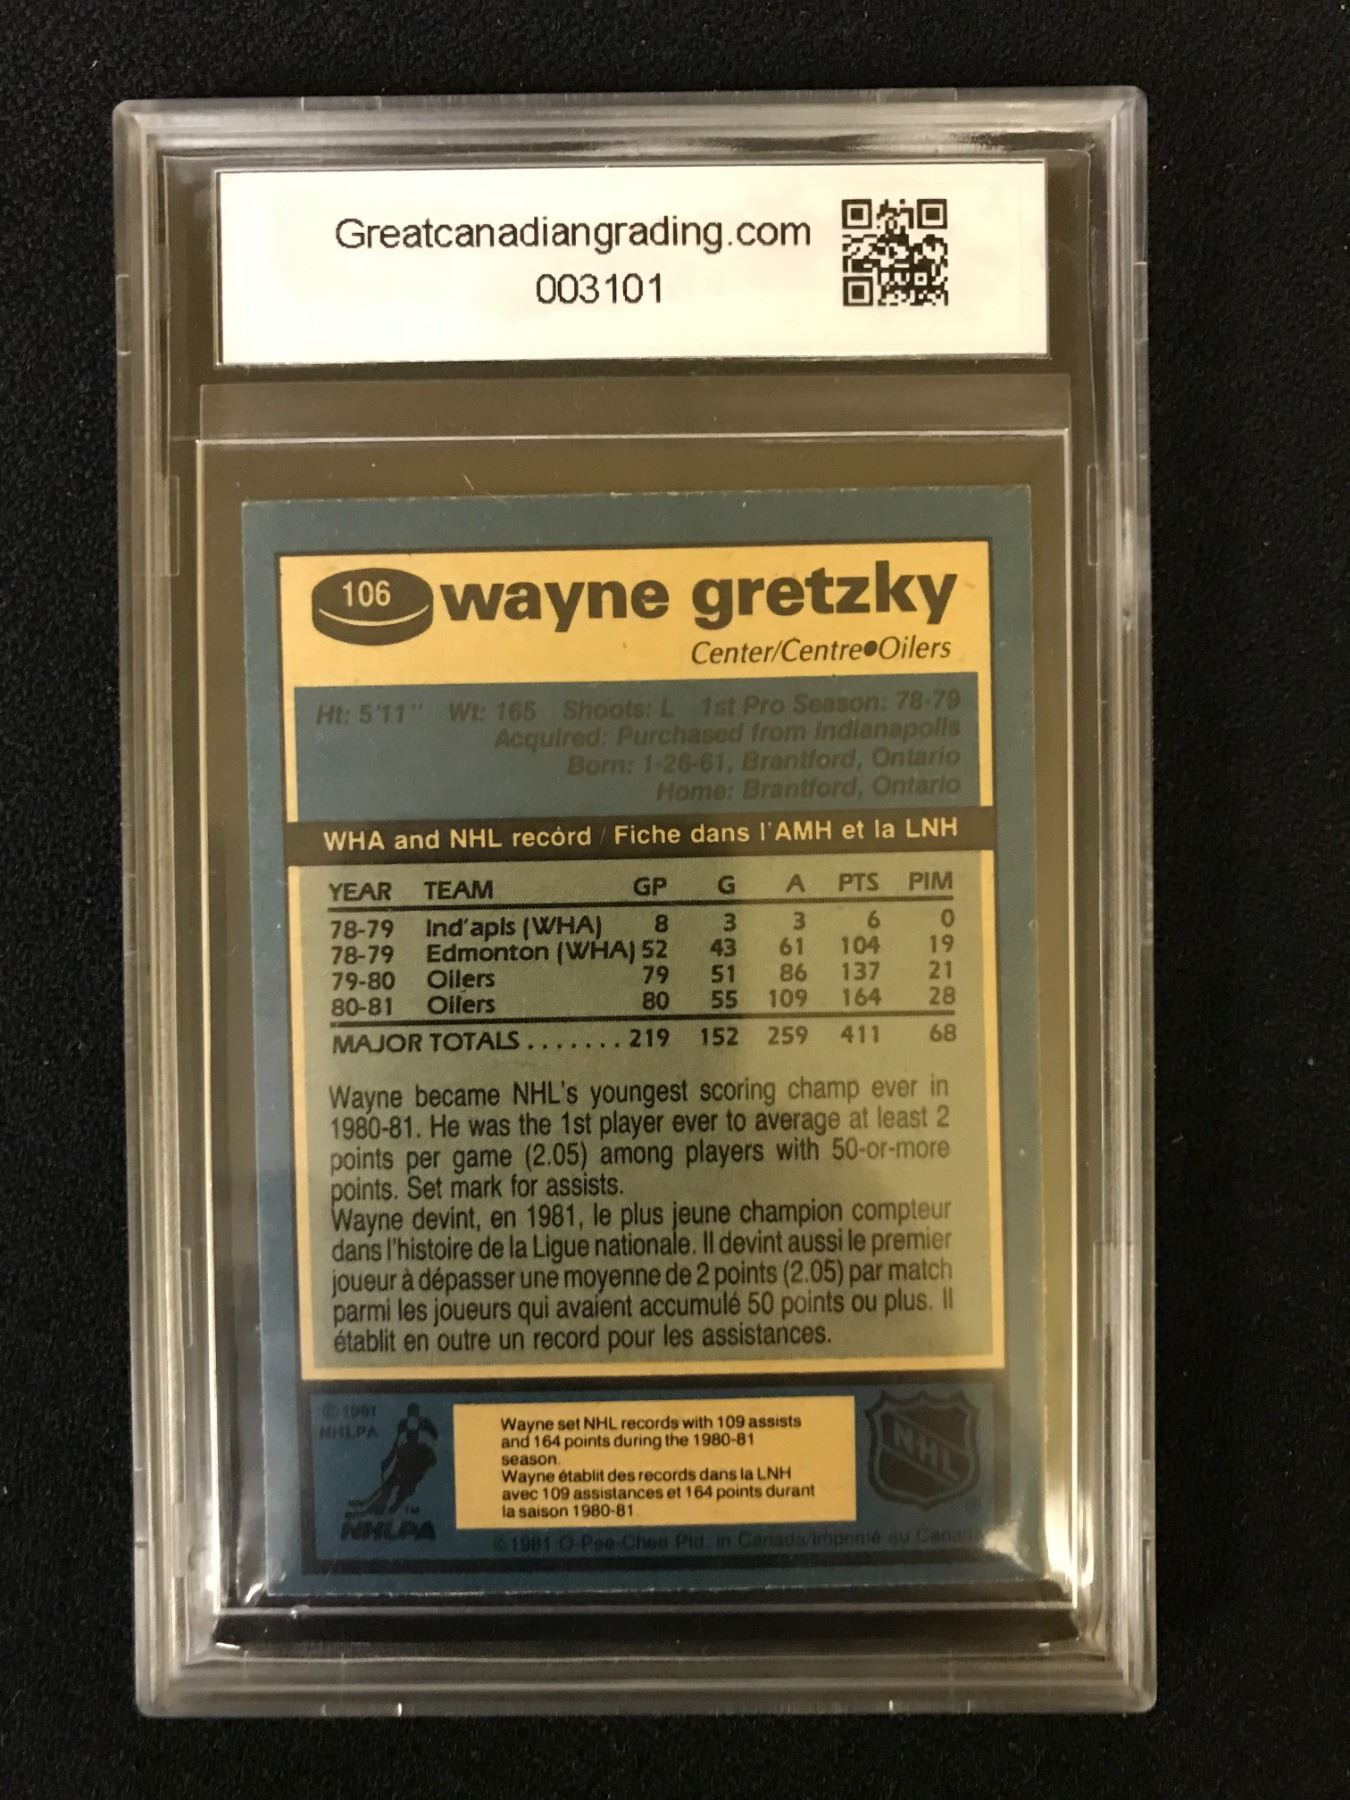 Greatcanadiangrading.com
003101
106 wayne gretzky
Center/Centre●Oilers
Ht: 5'11" Wt: 165 Shoots: L 1st Pro Season: 78-79
Acquired: Purchased from Indianapolis
Born: 1-26-61, Brantford, Ontario
Home: Brantford, Ontario
WHA and NHL record / Fiche dans l'AMH et la LNH
YEAR TEAM GP G A PTS PIM
78-79 Ind'apls (WHA) 8 3 3 6 0
78-79 Edmonton (WHA) 52 43 61 104 19
79-80 Oilers 79 51 86 137 21
80-81 Oilers 80 55 109 164 28
MAJOR TOTALS ....... 219 152 259 411 68
Wayne became NHL's youngest scoring champ ever in
1980-81. He was the 1st player ever to average at least 2
points per game (2.05) among players with 50-or-more
points. Set mark for assists.
Wayne devint, en 1981, le plus jeune champion compteur
dans l'histoire de la Ligue nationale. Il devint aussi le premier
joueur à dépasser une moyenne de 2 points (2.05) par match
parmi les joueurs qui avaient accumulé 50 points ou plus. Il
établit en outre un record pour les assistances.
© 1981
NHLPA
TM
NHLPA
Wayne set NHL records with 109 assists
and 164 points during the 1980-81
season.
Wayne établit des records dans la LNH
avec 109 assistances et 164 points durant
la saison 1980-81.
NHL
©1981 O-Pee-Chee Ptd. in Canada/Imprimé au Canada